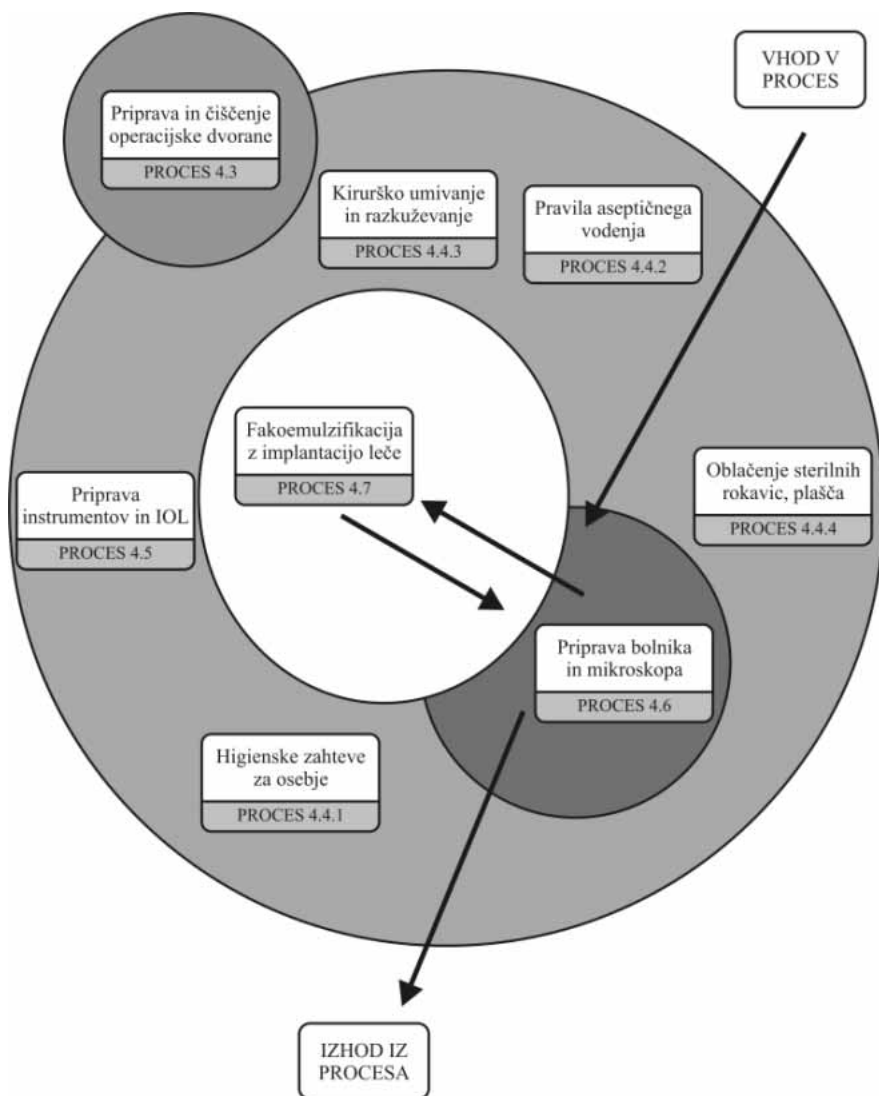 VHOD V
PROCES
Priprava in čiščenje
operacijske dvorane
PROCES 4.3
Kirurško umivanje
in razkuževanje
PROCES 4.4.3
Pravila aseptičnega
vodenja
PROCES 4.4.2
Fakoemulzifikacija
z implantacijo leče
PROCES 4.7
Oblačenje sterilnih
rokavic, plašča
PROCES 4.4.4
Priprava
instrumentov in IOL
PROCES 4.5
Priprava bolnika
in mikroskopa
PROCES 4.6
Higienske zahteve
za osebje
PROCES 4.4.1
IZHOD IZ
PROCESA